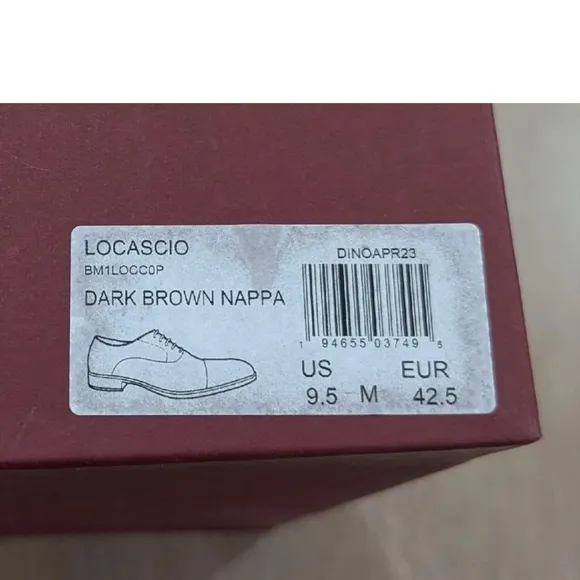 LOCASCIO
BM1LOCC0P
DARK BROWN NAPPA
DINOAPR23
1 94655 03749 5
US EUR
9.5 M 42.5